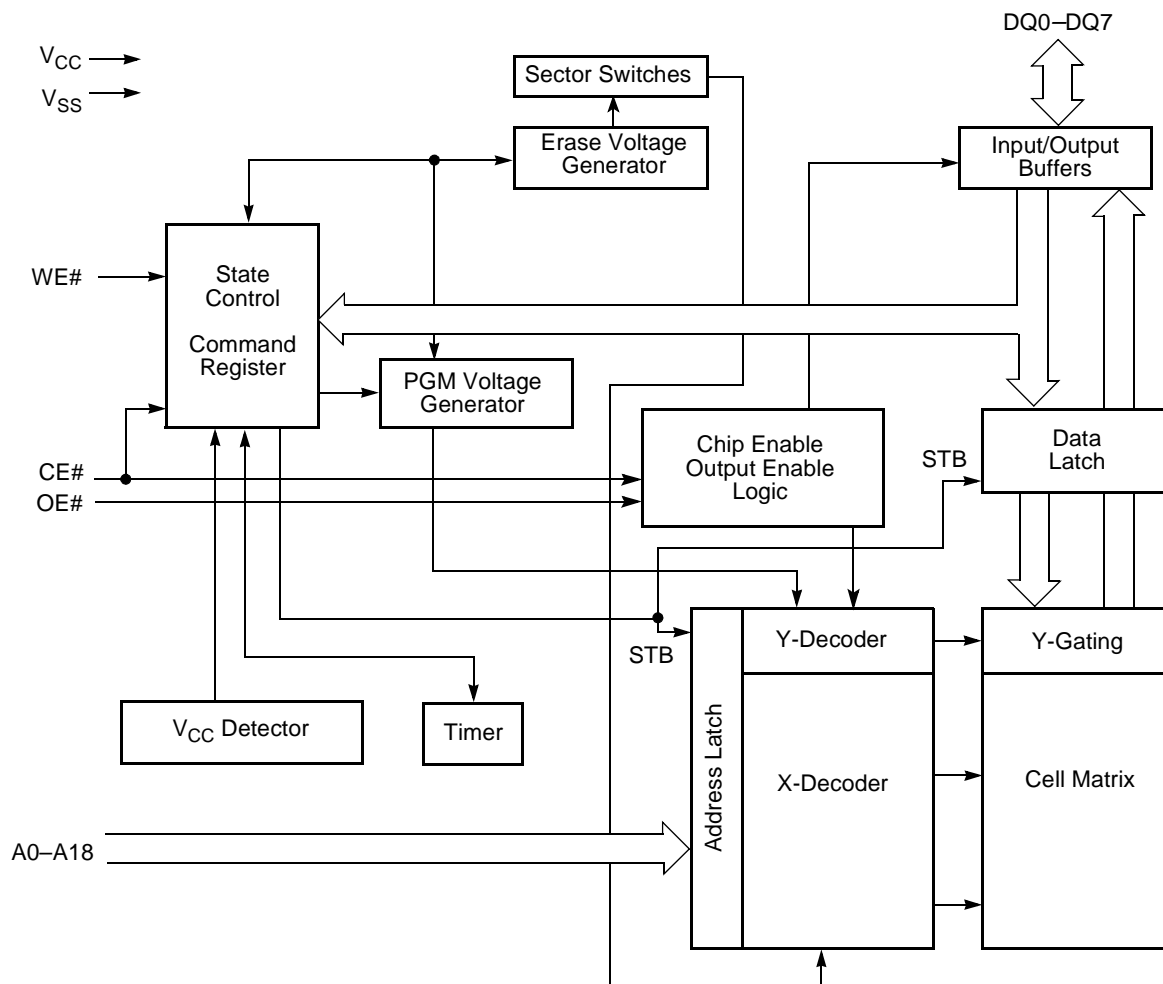 DQ0–DQ7
VCC
VSS
Sector Switches
Erase Voltage
Generator
Input/Output
Buffers
WE#
State
Control
Command
Register
PGM Voltage
Generator
Chip Enable
Output Enable
Logic
STB
Data
Latch
CE#
OE#
STB
Y-Decoder
Y-Gating
VCC Detector
Timer
Address Latch
X-Decoder
Cell Matrix
A0–A18